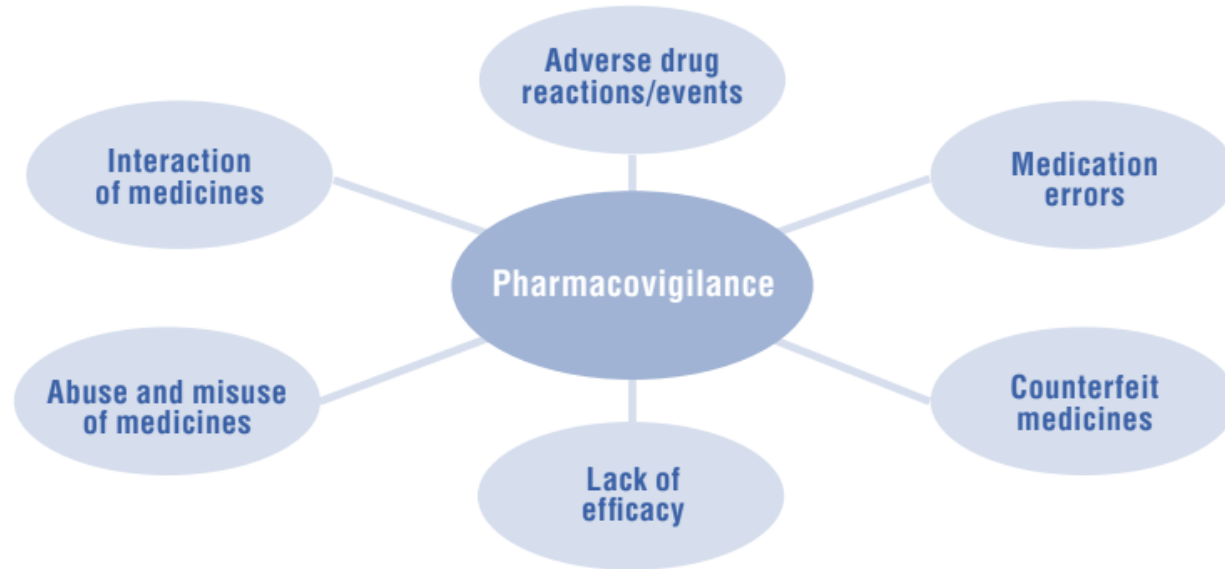 Adverse drug
reactions/events
Interaction
of medicines
Medication
errors
Pharmacovigilance
Abuse and misuse
of medicines
Counterfeit
medicines
Lack of
efficacy